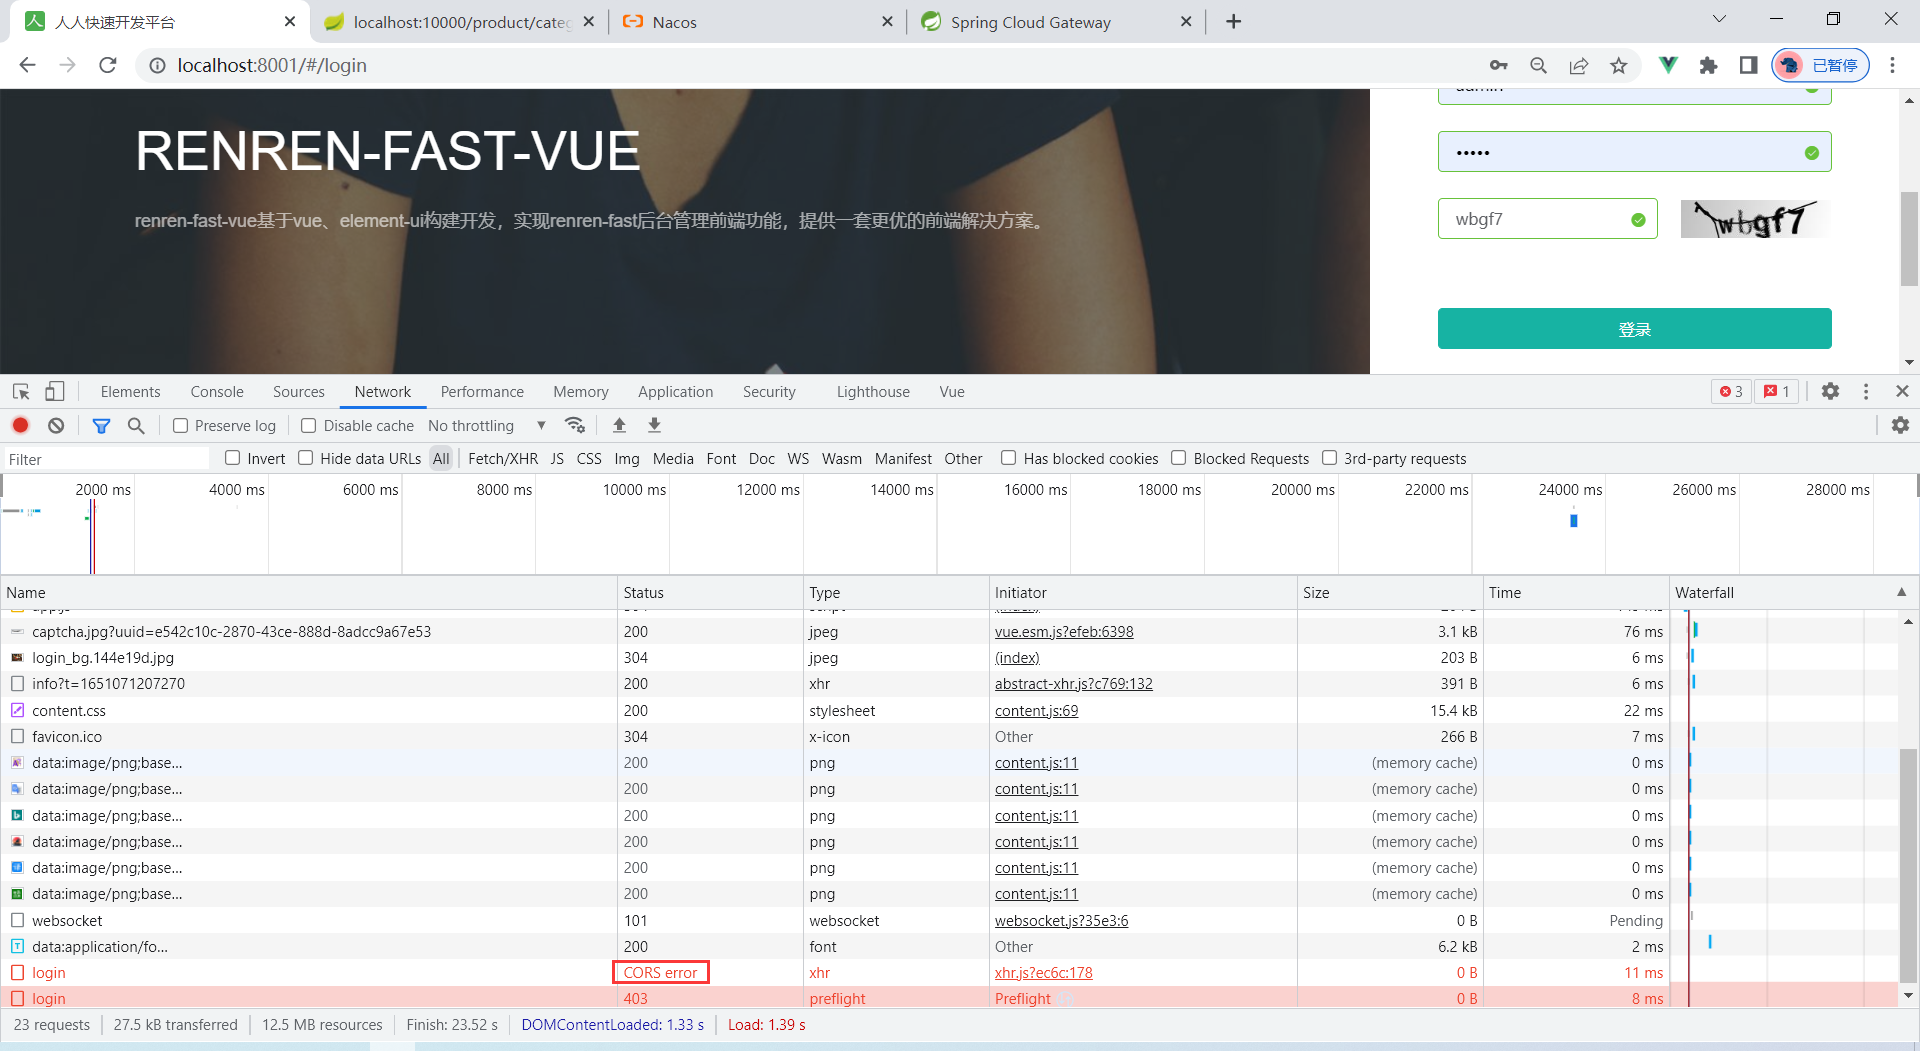 人人快速开发平台
localhost:10000/product/categ
Nacos
Spring Cloud Gateway
localhost:8001/#/login
已暂停
admin
RENREN-FAST-VUE
•••••
renren-fast-vue基于vue、element-ui构建开发，实现renren-fast后台管理前端功能，提供一套更优的前端解决方案。
wbgf7
wbgf7
登录
Elements Console Sources Network Performance Memory Application Security Lighthouse Vue 3 1
Preserve log Disable cache No throttling
Filter Invert Hide data URLs All Fetch/XHR JS CSS Img Media Font Doc WS Wasm Manifest Other Has blocked cookies Blocked Requests 3rd-party requests
2000 ms 4000 ms 6000 ms 8000 ms 10000 ms 12000 ms 14000 ms 16000 ms 18000 ms 20000 ms 22000 ms 24000 ms 26000 ms 28000 ms
Name Status Type Initiator Size Time Waterfall
captcha.jpg?uuid=e542c10c-2870-43ce-888d-8adcc9a67e53 200 jpeg vue.esm.js?efeb:6398 3.1 kB 76 ms
login_bg.144e19d.jpg 304 jpeg (index) 203 B 6 ms
info?t=1651071207270 200 xhr abstract-xhr.js?c769:132 391 B 6 ms
content.css 200 stylesheet content.js:69 15.4 kB 22 ms
favicon.ico 304 x-icon Other 266 B 7 ms
data:image/png;base... 200 png content.js:11 (memory cache) 0 ms
data:image/png;base... 200 png content.js:11 (memory cache) 0 ms
data:image/png;base... 200 png content.js:11 (memory cache) 0 ms
data:image/png;base... 200 png content.js:11 (memory cache) 0 ms
data:image/png;base... 200 png content.js:11 (memory cache) 0 ms
data:image/png;base... 200 png content.js:11 (memory cache) 0 ms
websocket 101 websocket websocket.js?35e3:6 0 B Pending
data:application/fo... 200 font Other 6.2 kB 2 ms
login CORS error xhr xhr.js?ec6c:178 0 B 11 ms
login 403 preflight Preflight 0 B 8 ms
23 requests 27.5 kB transferred 12.5 MB resources Finish: 23.52 s DOMContentLoaded: 1.33 s Load: 1.39 s